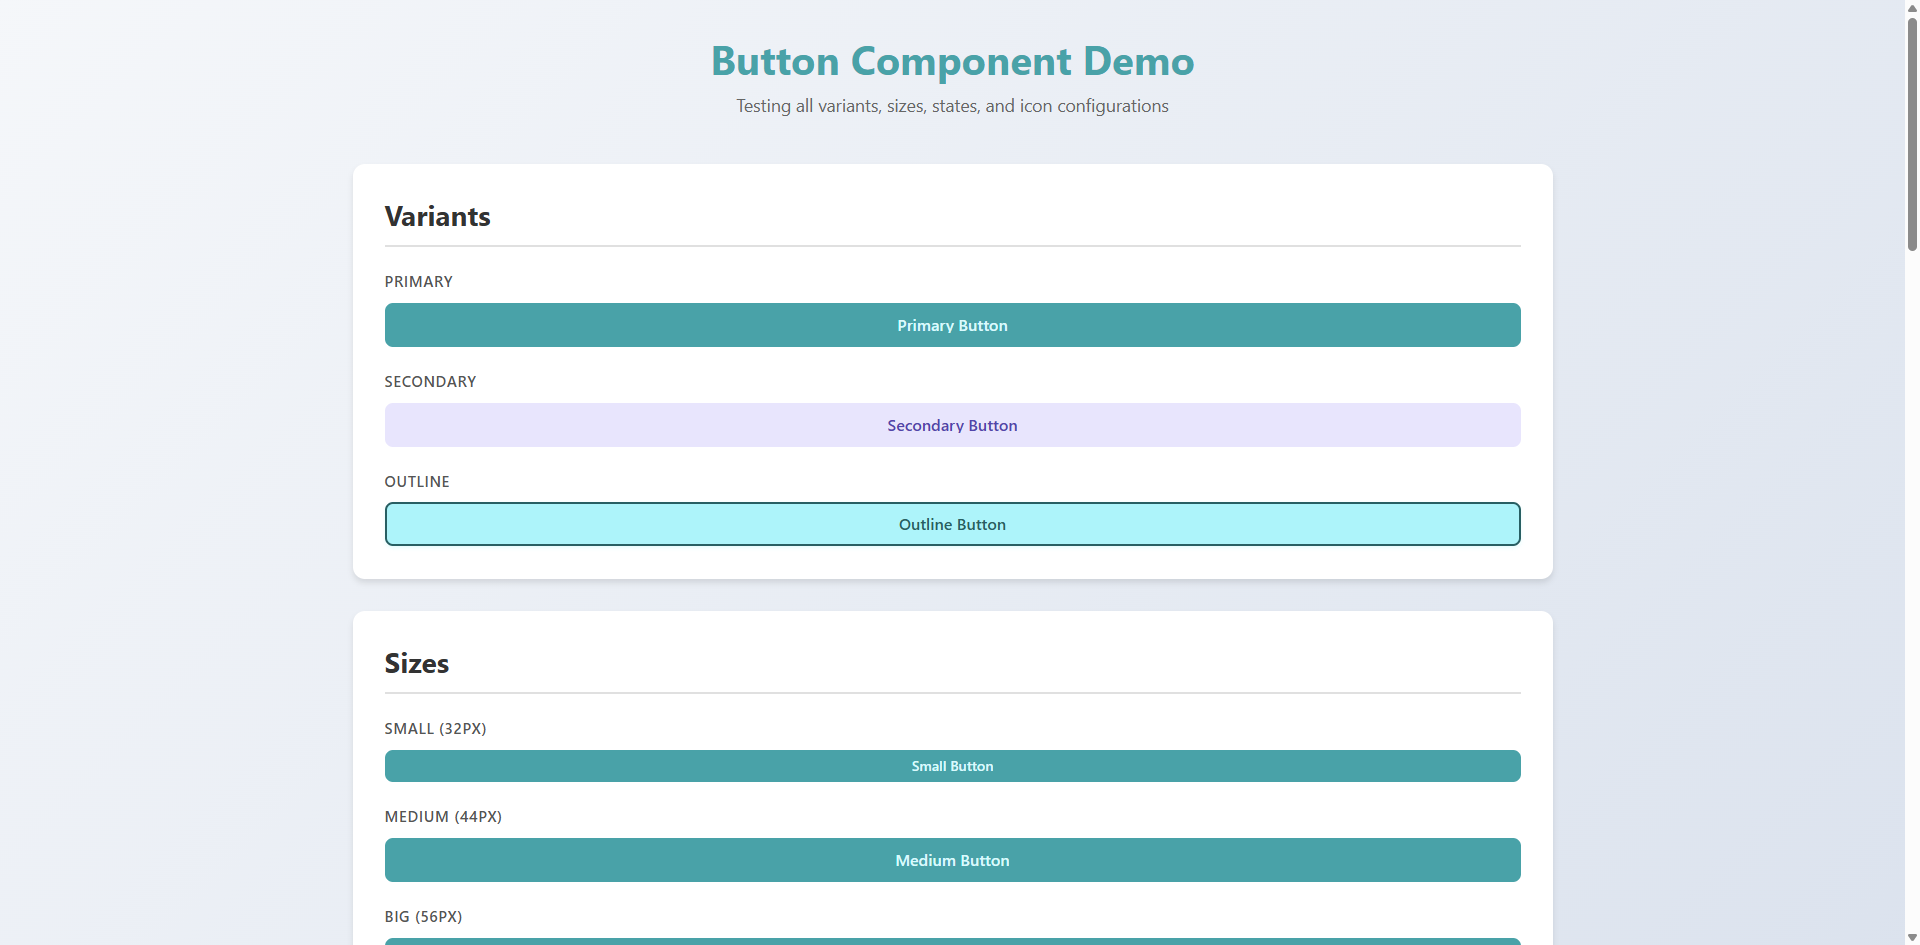 Button Component Demo
Testing all variants, sizes, states, and icon configurations
Variants
PRIMARY
Primary Button
SECONDARY
Secondary Button
OUTLINE
Outline Button
Sizes
SMALL (32PX)
Small Button
MEDIUM (44PX)
Medium Button
BIG (56PX)